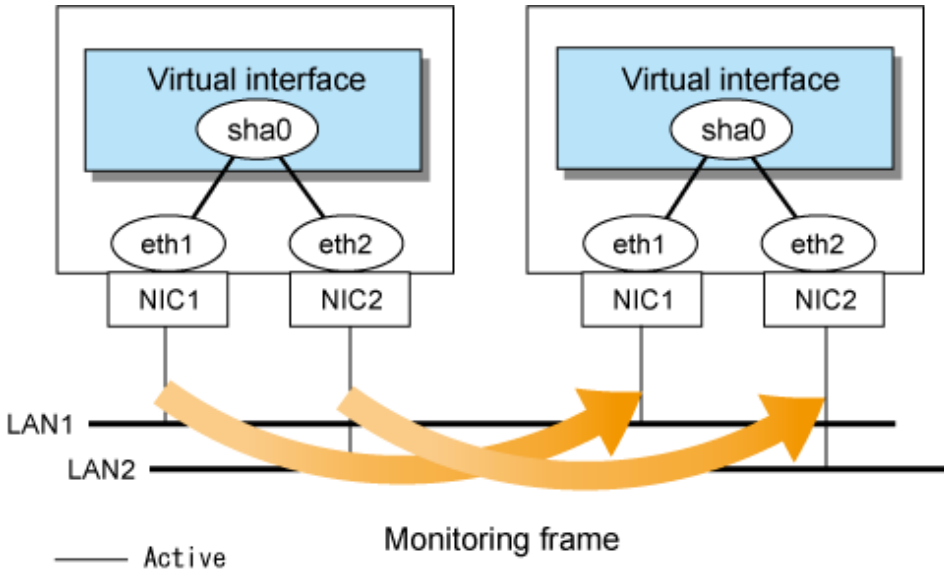 Virtual interface
sha0
eth1
eth2
NIC1
NIC2
Virtual interface
sha0
eth1
eth2
NIC1
NIC2
LAN1
LAN2
Monitoring frame
Active